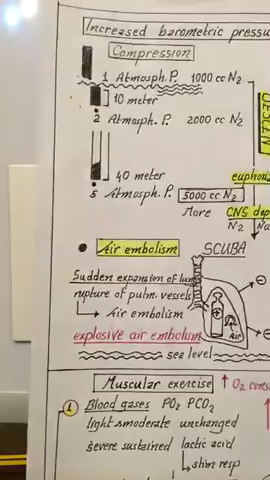 Increased barometric pressu
Compression
1 Atmosph. P. 1000 cc N2
10 meter
2 Atmosph. P. 2000 cc N2
40 meter
5 Atmosph. P. 5000 cc N2
euphor
More CNS dep
N2
Air embolism SCUBA
Sudden expansion of lun
rupture of pulm. vessels
Air embolism
explosive air embolism
Air
sea level
Muscular exercise ↑ O2 cons
1 Blood gases PO2 PCO2
light & moderate unchanged
severe sustained lactic acid
stim resp